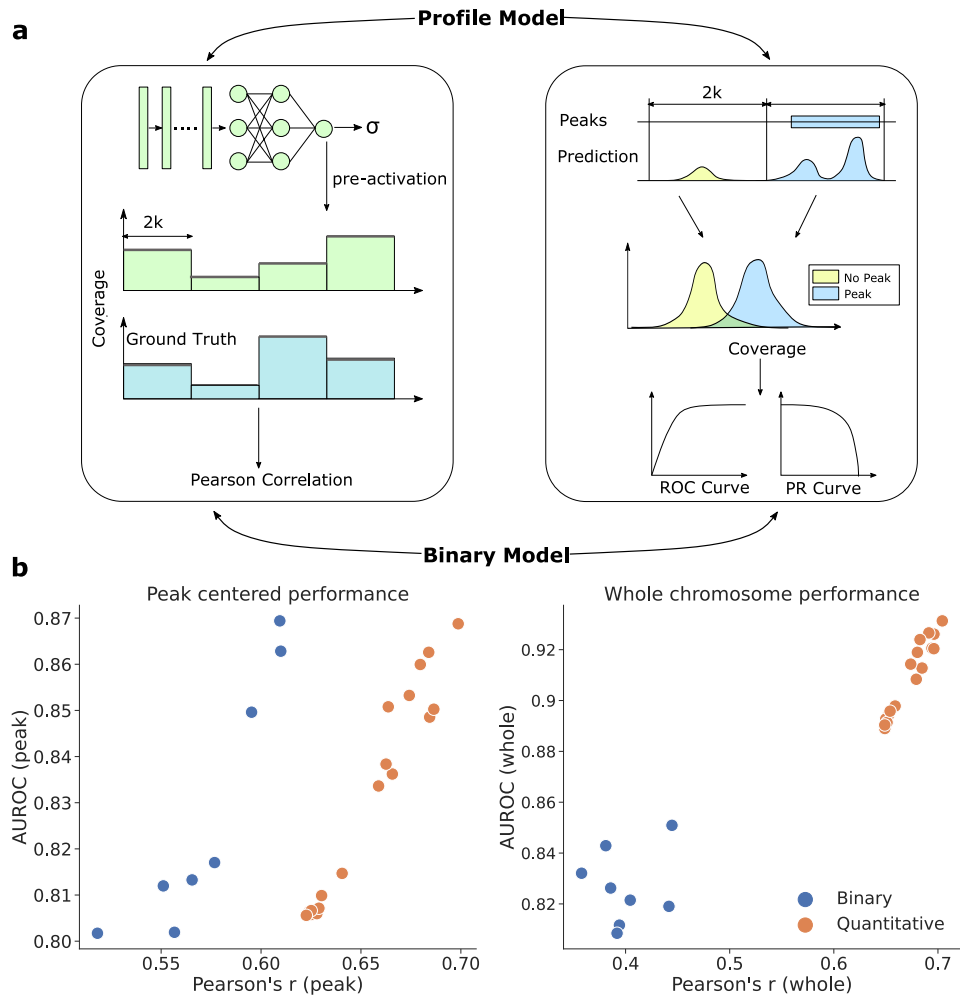 a
Profile Model
σ
pre-activation
2k
Coverage
Ground Truth
Pearson Correlation
2k
Peaks
Prediction
No Peak
Peak
Coverage
ROC Curve
PR Curve
Binary Model
b
Peak centered performance
0.87
0.86
0.85
0.84
0.83
0.82
0.81
0.80
AUROC (peak)
0.55
0.60
0.65
0.70
Pearson's r (peak)
Whole chromosome performance
0.92
0.9
0.88
0.86
0.84
0.82
AUROC (whole)
Binary
Quantitative
0.4
0.5
0.6
0.7
Pearson's r (whole)